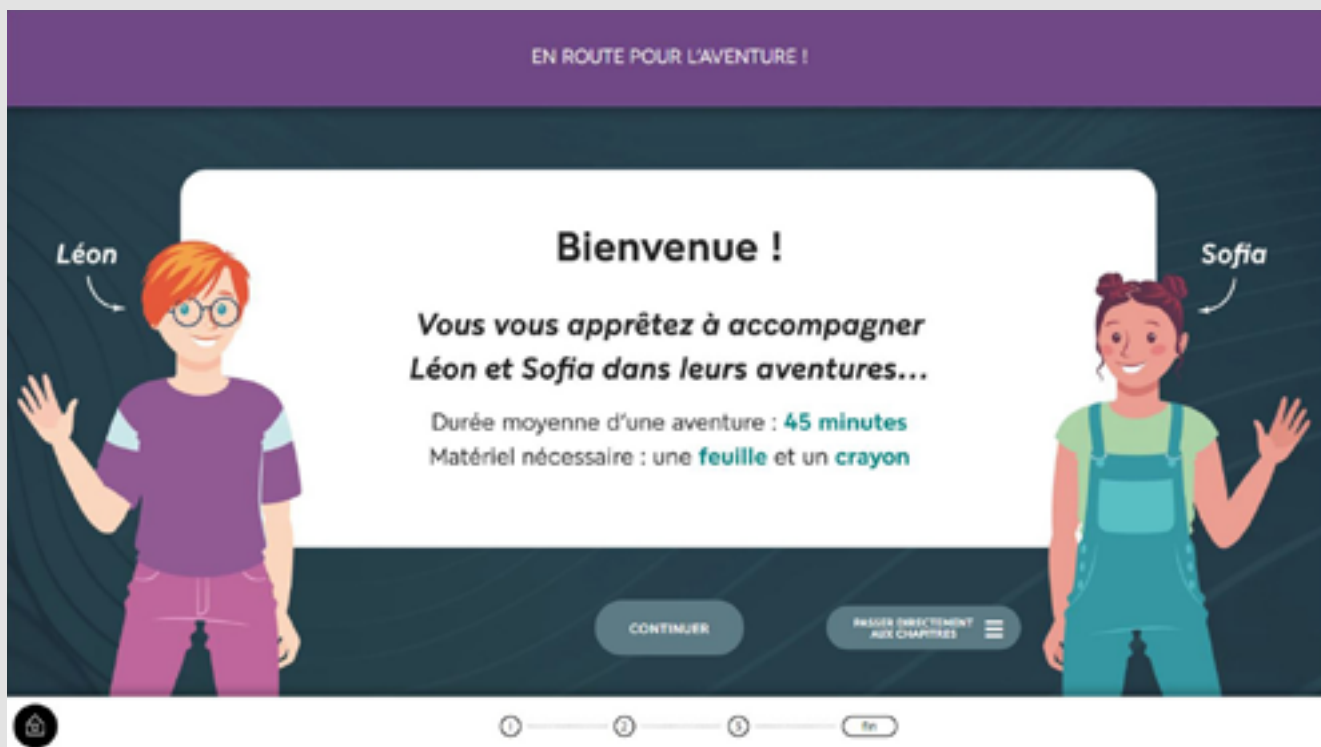 EN ROUTE POUR L'AVENTURE !
Bienvenue !
Léon
Sofia
Vous vous apprêtez à accompagner
Léon et Sofia dans leurs aventures...
Durée moyenne d'une aventure : 45 minutes
Matériel nécessaire : une feuille et un crayon
CONTINUER
PASSER DIRECTEMENT
AUX CHAPITRES
1 2 3 fin